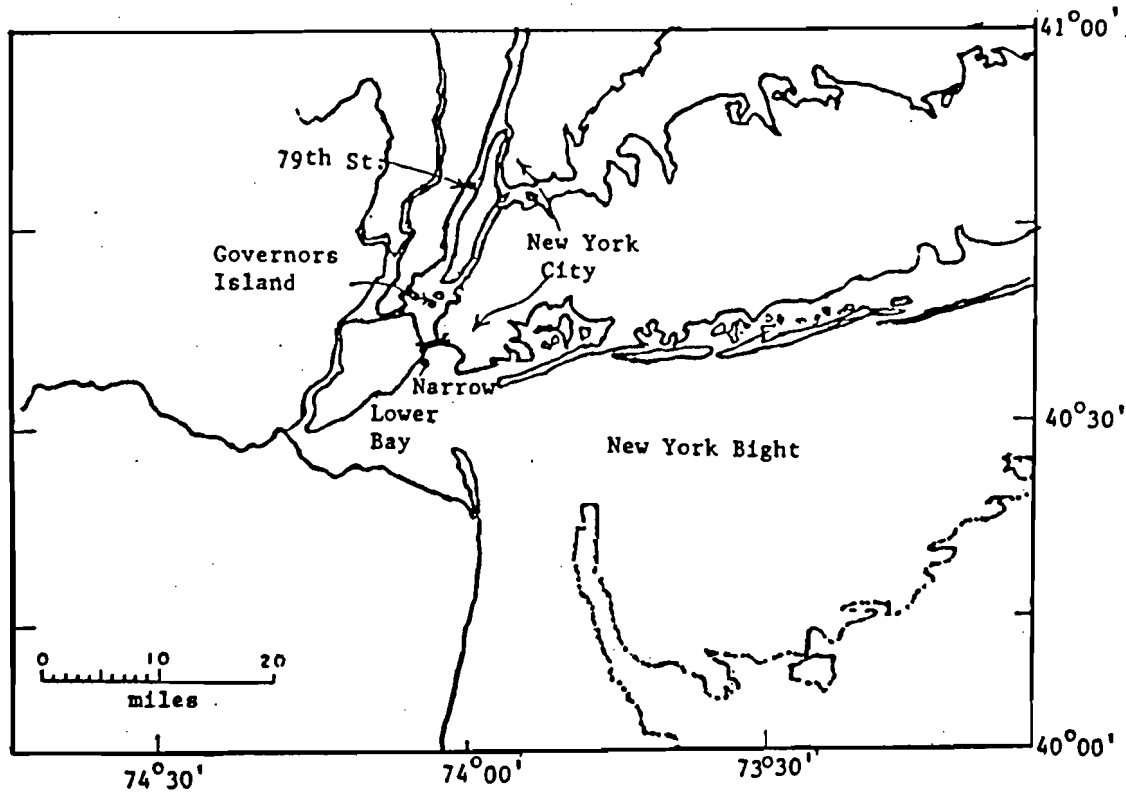 41°00'
79th St.
Governors
Island
New York
City
Narrow
Lower
Bay
New York Bight
40°30'
0 10 20
miles
40°00'
74°30' 74°00' 73°30'